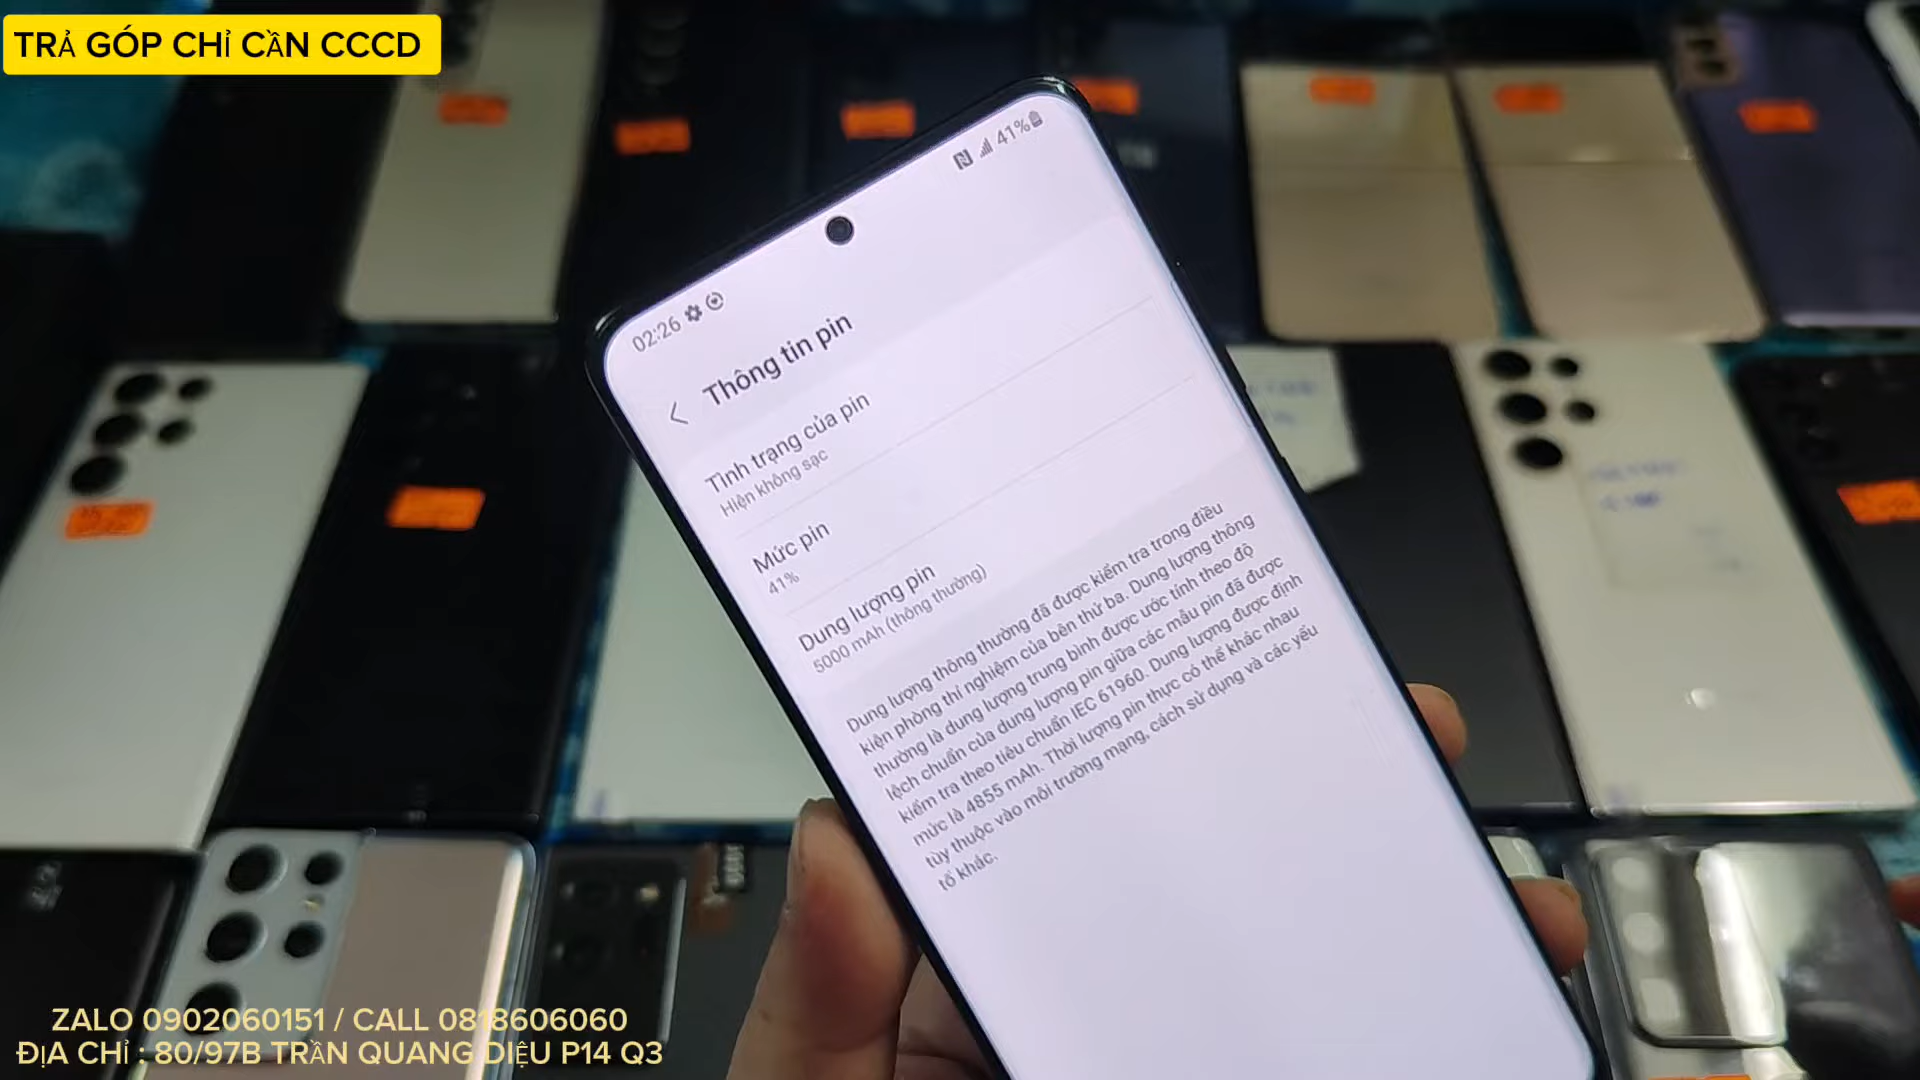 TRẢ GÓP CHỈ CẦN CCCD
41%
02:26
Thông tin pin
Tình trạng của pin
Hiện không sạc
Mức pin
41%
Dung lượng pin
5000 mAh (thông thường)
Dung lượng thông thường đã được kiểm tra trong điều
kiện phòng thí nghiệm của bên thứ ba. Dung lượng thông
thường là dung lượng trung bình được ước tính theo độ
lệch chuẩn của dung lượng pin giữa các mẫu pin đã được
kiểm tra theo tiêu chuẩn IEC 61960. Dung lượng được định
mức là 4855 mAh. Thời lượng pin thực có thể khác nhau
tùy thuộc vào môi trường mạng, cách sử dụng và các yếu
tố khác.
ZALO 0902060151 / CALL 0818606060
ĐỊA CHỈ : 80/97B TRẦN QUANG DIỆU P14 Q3